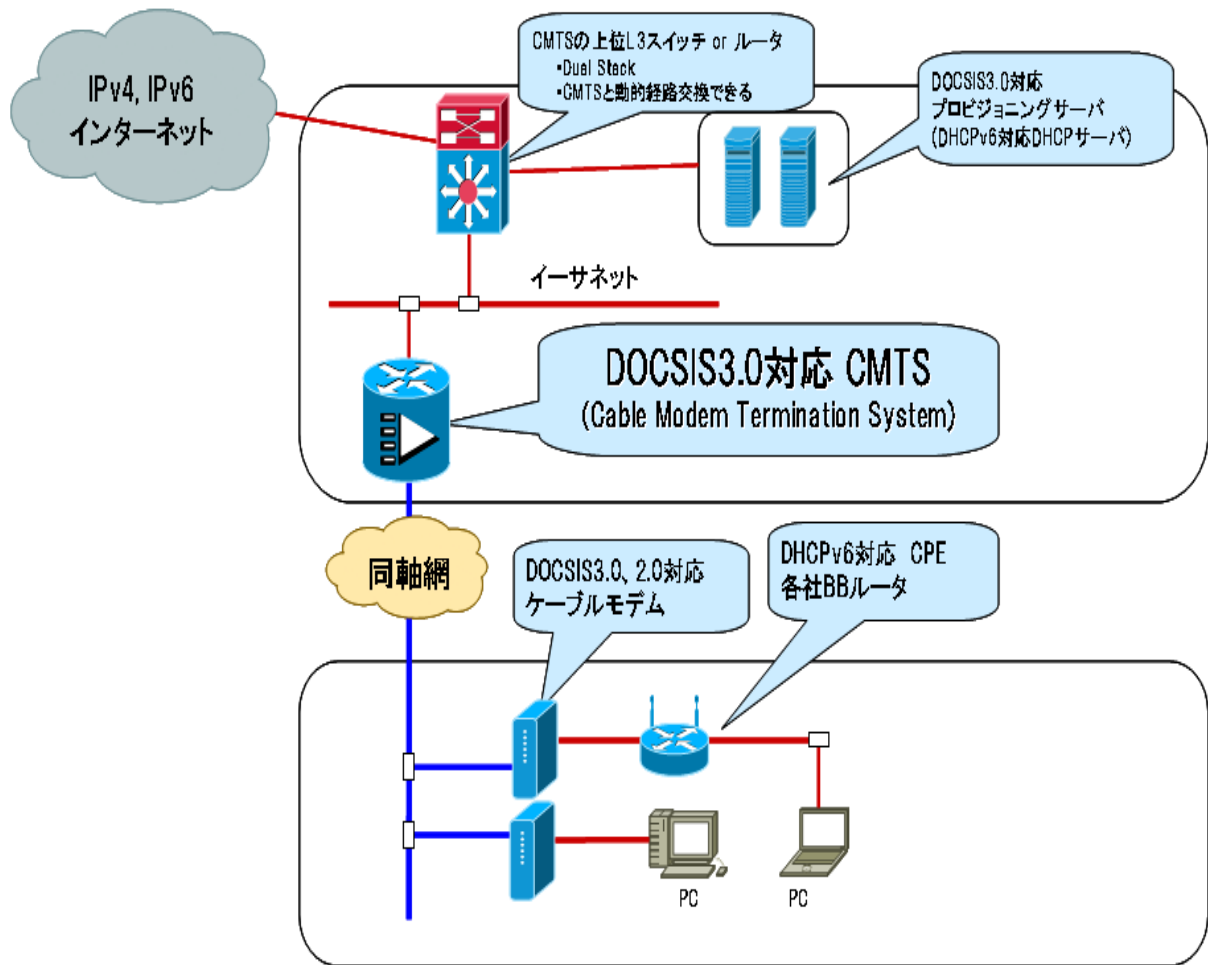 IPv4, IPv6
インターネット
CMTSの上位L3スイッチ or ルータ
・Dual Stack
・CMTSと動的経路交換できる
DOCSIS3.0対応
プロビジョニングサーバ
(DHCPv6対応DHCPサーバ)
イーサネット
DOCSIS3.0対応 CMTS
(Cable Modem Termination System)
同軸網
DOCSIS3.0、2.0対応
ケーブルモデム
DHCPv6対応 CPE
各社BBルータ
PC
PC